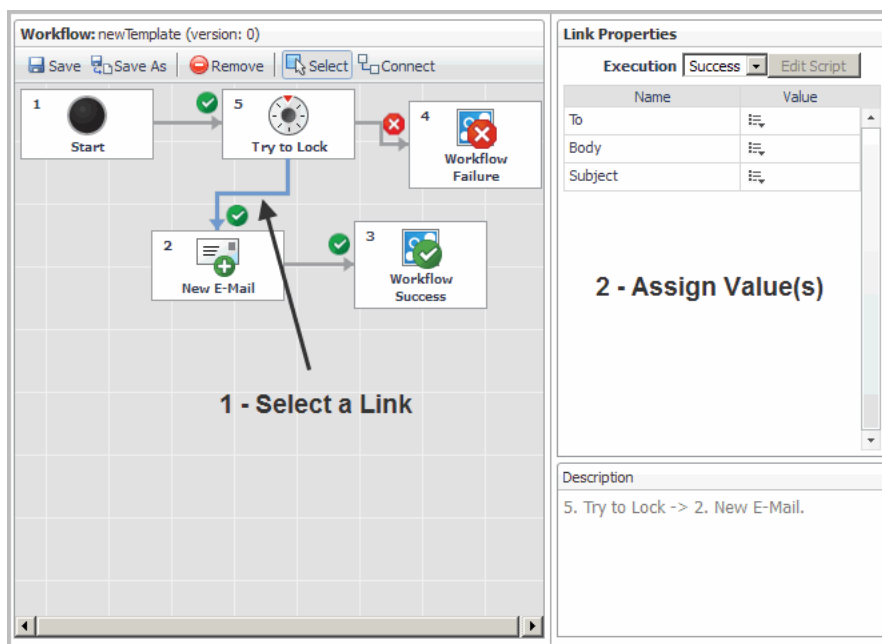 Workflow: newTemplate (version: 0)
Save Save As Remove Select Connect
1
Start
5
Try to Lock
4
Workflow
Failure
2
New E-Mail
3
Workflow
Success
1 - Select a Link
Link Properties
Execution Success Edit Script
Name Value
To
Body
Subject
2 - Assign Value(s)
Description
5. Try to Lock -> 2. New E-Mail.